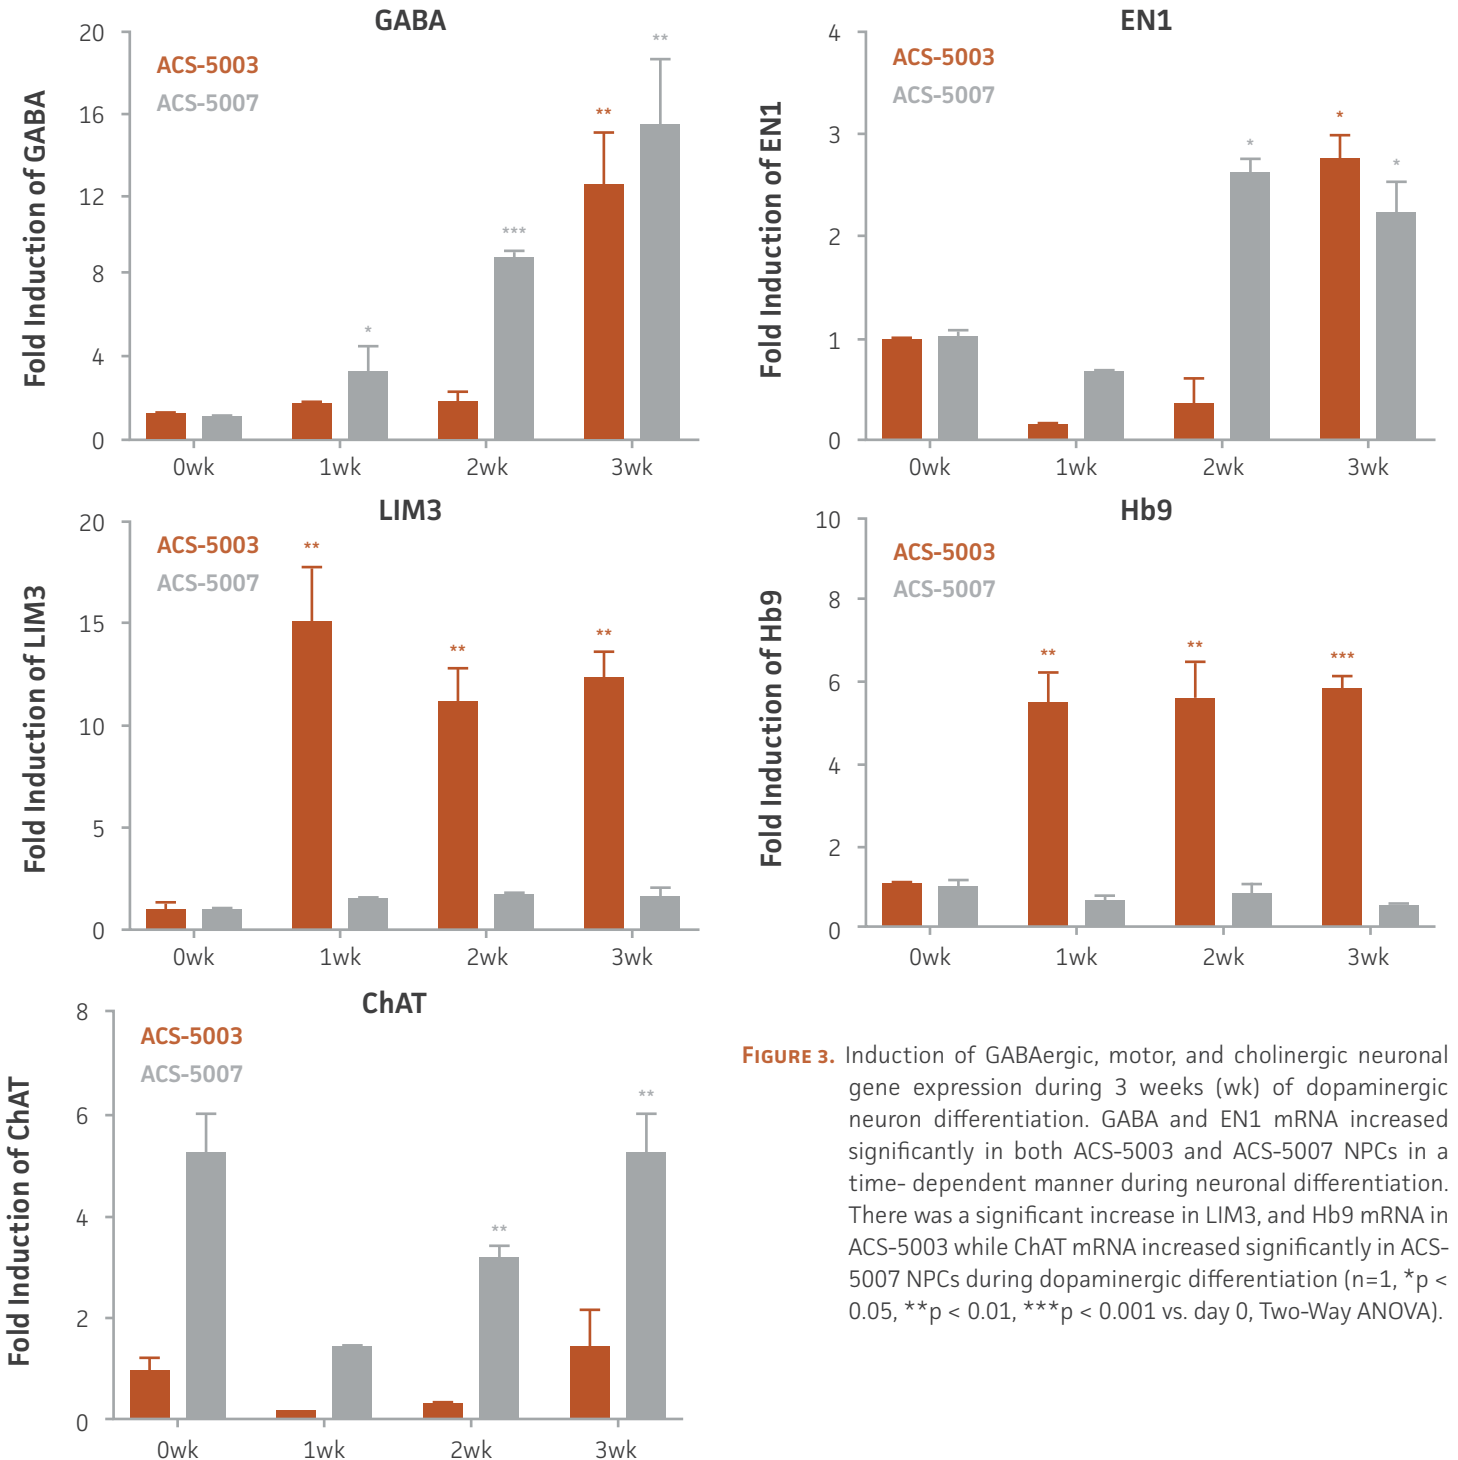 GABA
Fold Induction of GABA
ACS-5003
ACS-5007
20
16
12
8
4
0
*
***
**
**
0wk 1wk 2wk 3wk
EN1
Fold Induction of EN1
ACS-5003
ACS-5007
4
3
2
1
0
*
*
*
0wk 1wk 2wk 3wk
LIM3
Fold Induction of LIM3
ACS-5003
ACS-5007
20
15
10
5
0
**
**
**
0wk 1wk 2wk 3wk
Hb9
Fold Induction of Hb9
ACS-5003
ACS-5007
10
8
6
4
2
0
**
**
***
0wk 1wk 2wk 3wk
ChAT
Fold Induction of ChAT
ACS-5003
ACS-5007
8
6
4
2
0
**
**
0wk 1wk 2wk 3wk
FIGURE 3. Induction of GABAergic, motor, and cholinergic neuronal
gene expression during 3 weeks (wk) of dopaminergic
neuron differentiation. GABA and EN1 mRNA increased
significantly in both ACS-5003 and ACS-5007 NPCs in a
time- dependent manner during neuronal differentiation.
There was a significant increase in LIM3, and Hb9 mRNA in
ACS-5003 while ChAT mRNA increased significantly in ACS-
5007 NPCs during dopaminergic differentiation (n=1, *p <
0.05, **p < 0.01, ***p < 0.001 vs. day 0, Two-Way ANOVA).